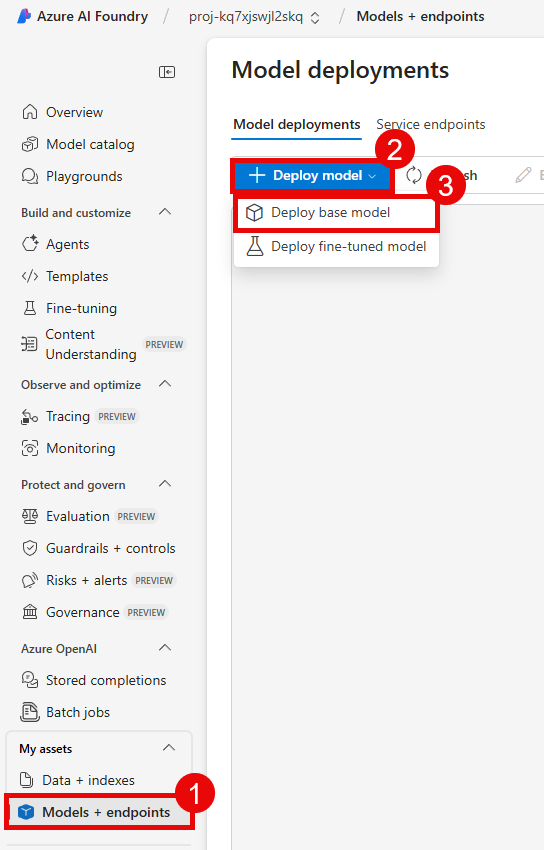 Azure AI Foundry / proj-kq7xjswjl2skq / Models + endpoints
Model deployments
Overview
Model catalog
Playgrounds
Build and customize
Agents
Templates
Fine-tuning
Content
Understanding PREVIEW
Observe and optimize
Tracing PREVIEW
Monitoring
Protect and govern
Evaluation PREVIEW
Guardrails + controls
Risks + alerts PREVIEW
Governance PREVIEW
Azure OpenAI
Stored completions
Batch jobs
My assets
Data + indexes
1
Models + endpoints
Model deployments Service endpoints
2
Deploy model
3
Deploy base model
Deploy fine-tuned model